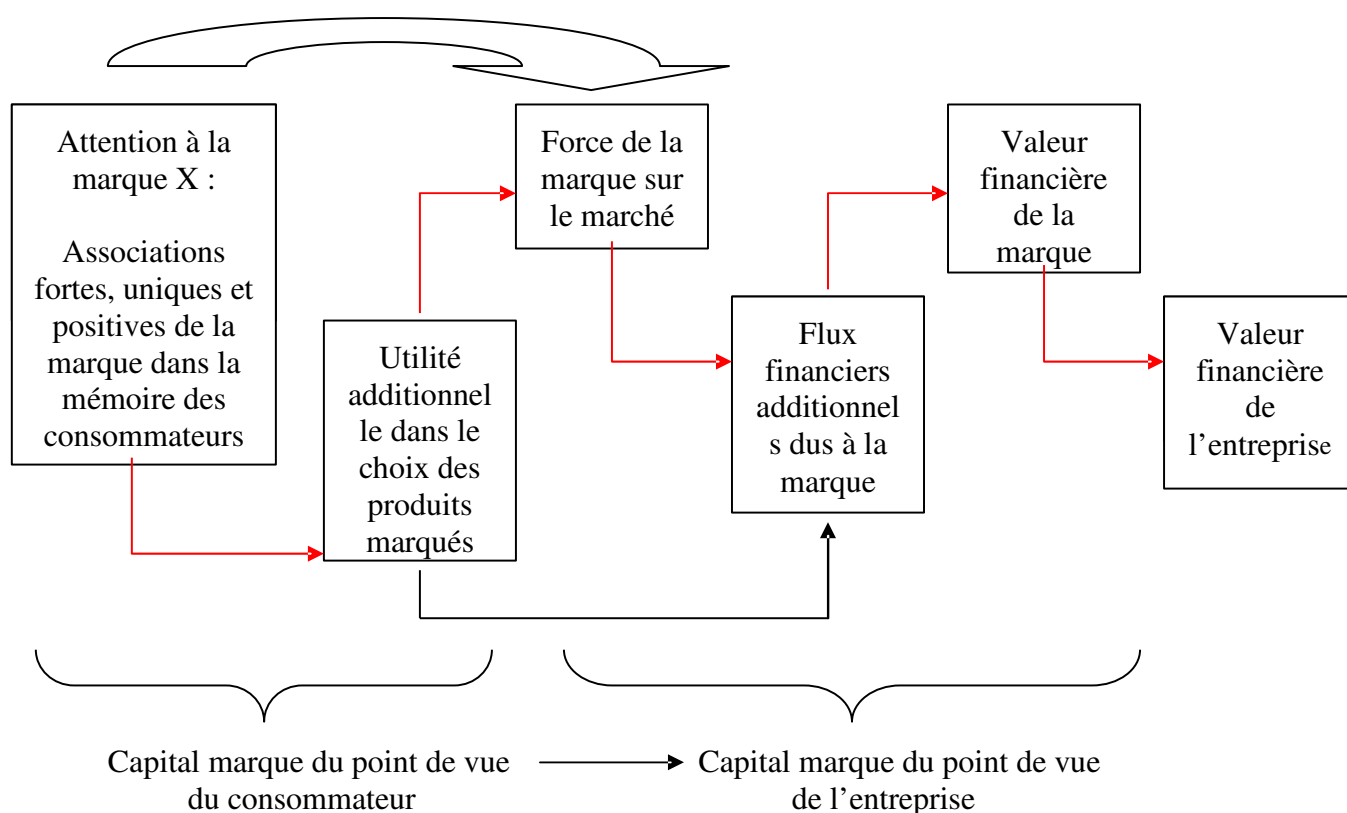 Attention à la
marque X :
Associations
fortes, uniques et
positives de la
marque dans la
mémoire des
consommateurs
Utilité
additionnel
le dans le
choix des
produits
marqués
Force de la
marque sur
le marché
Flux
financiers
additionnel
s dus à la
marque
Valeur
financière
de la
marque
Valeur
financière
de
l’entreprise
Capital marque du point de vue
du consommateur
Capital marque du point de vue
de l’entreprise